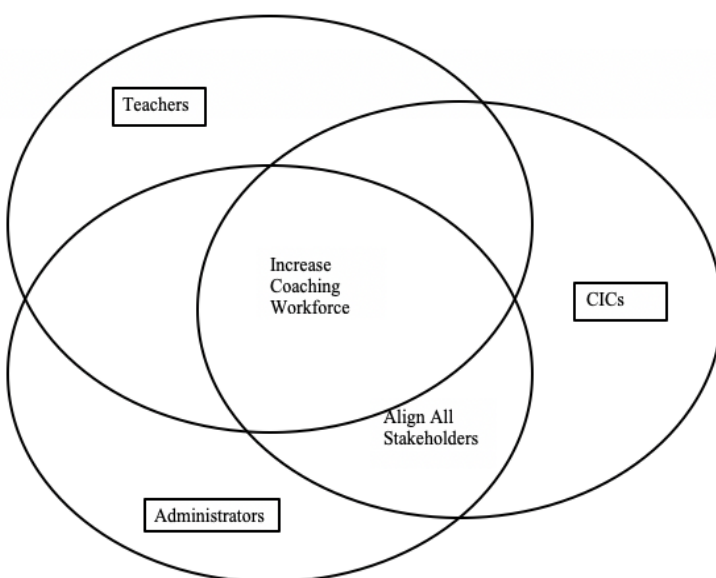 Teachers
Increase
Coaching
Workforce
CICs
Align All
Stakeholders
Administrators